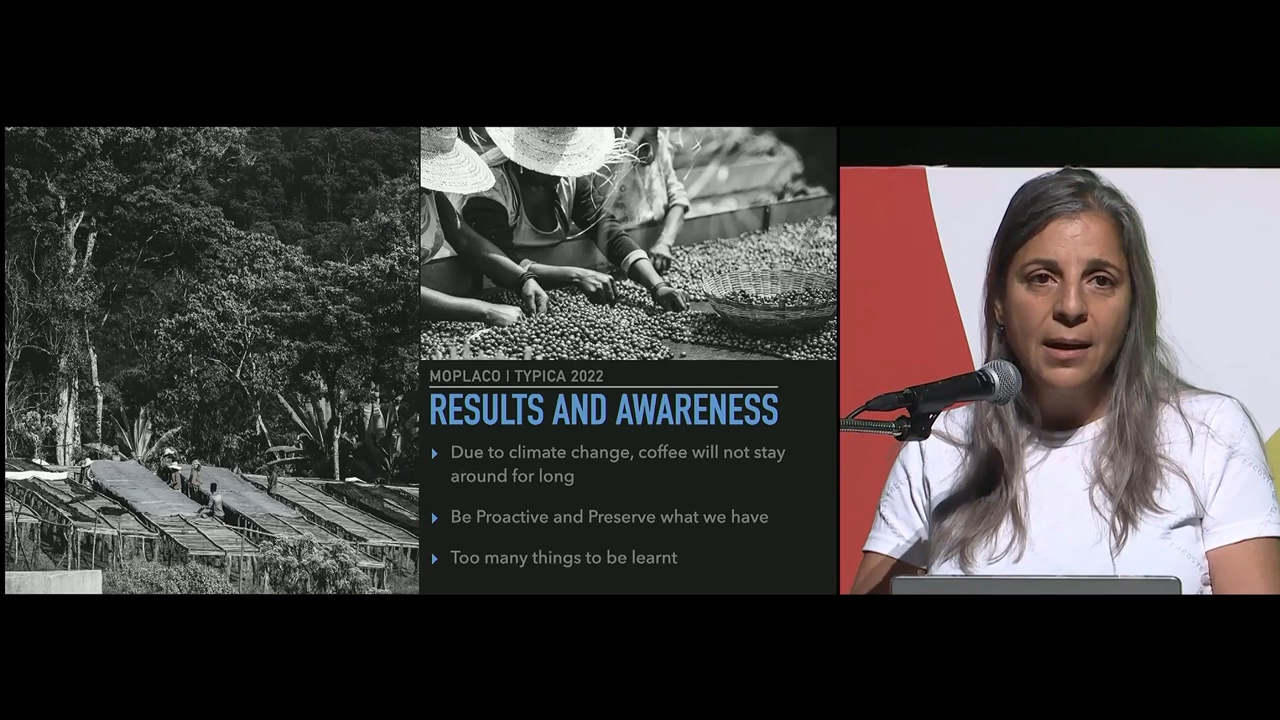 MOPLACO | TYPICA 2022
RESULTS AND AWARENESS
Due to climate change, coffee will not stay
around for long
Be Proactive and Preserve what we have
Too many things to be learnt